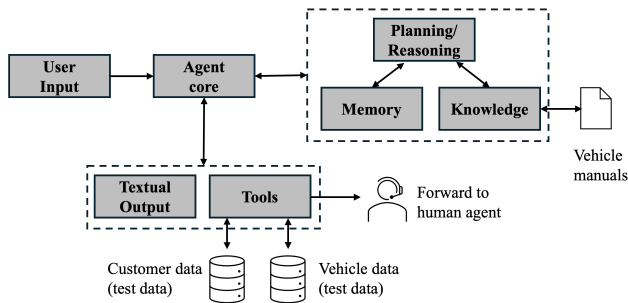 Planning/
Reasoning
User
Input
Agent
core
Memory
Knowledge
Vehicle
manuals
Textual
Output
Tools
Forward to
human agent
Customer data
(test data)
Vehicle data
(test data)